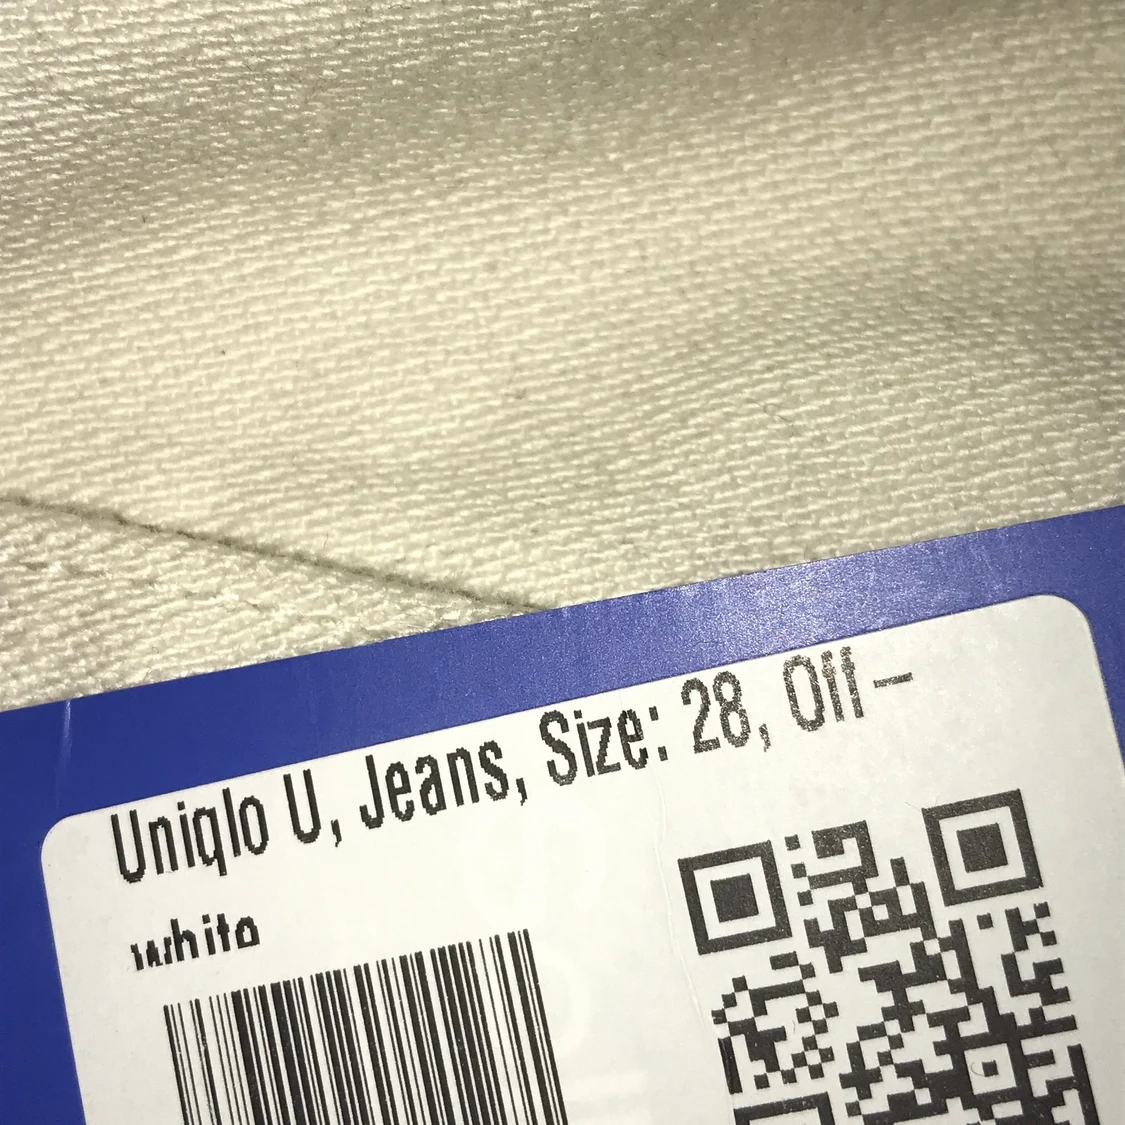 Uniqlo U, Jeans, Size: 28, Off-
white